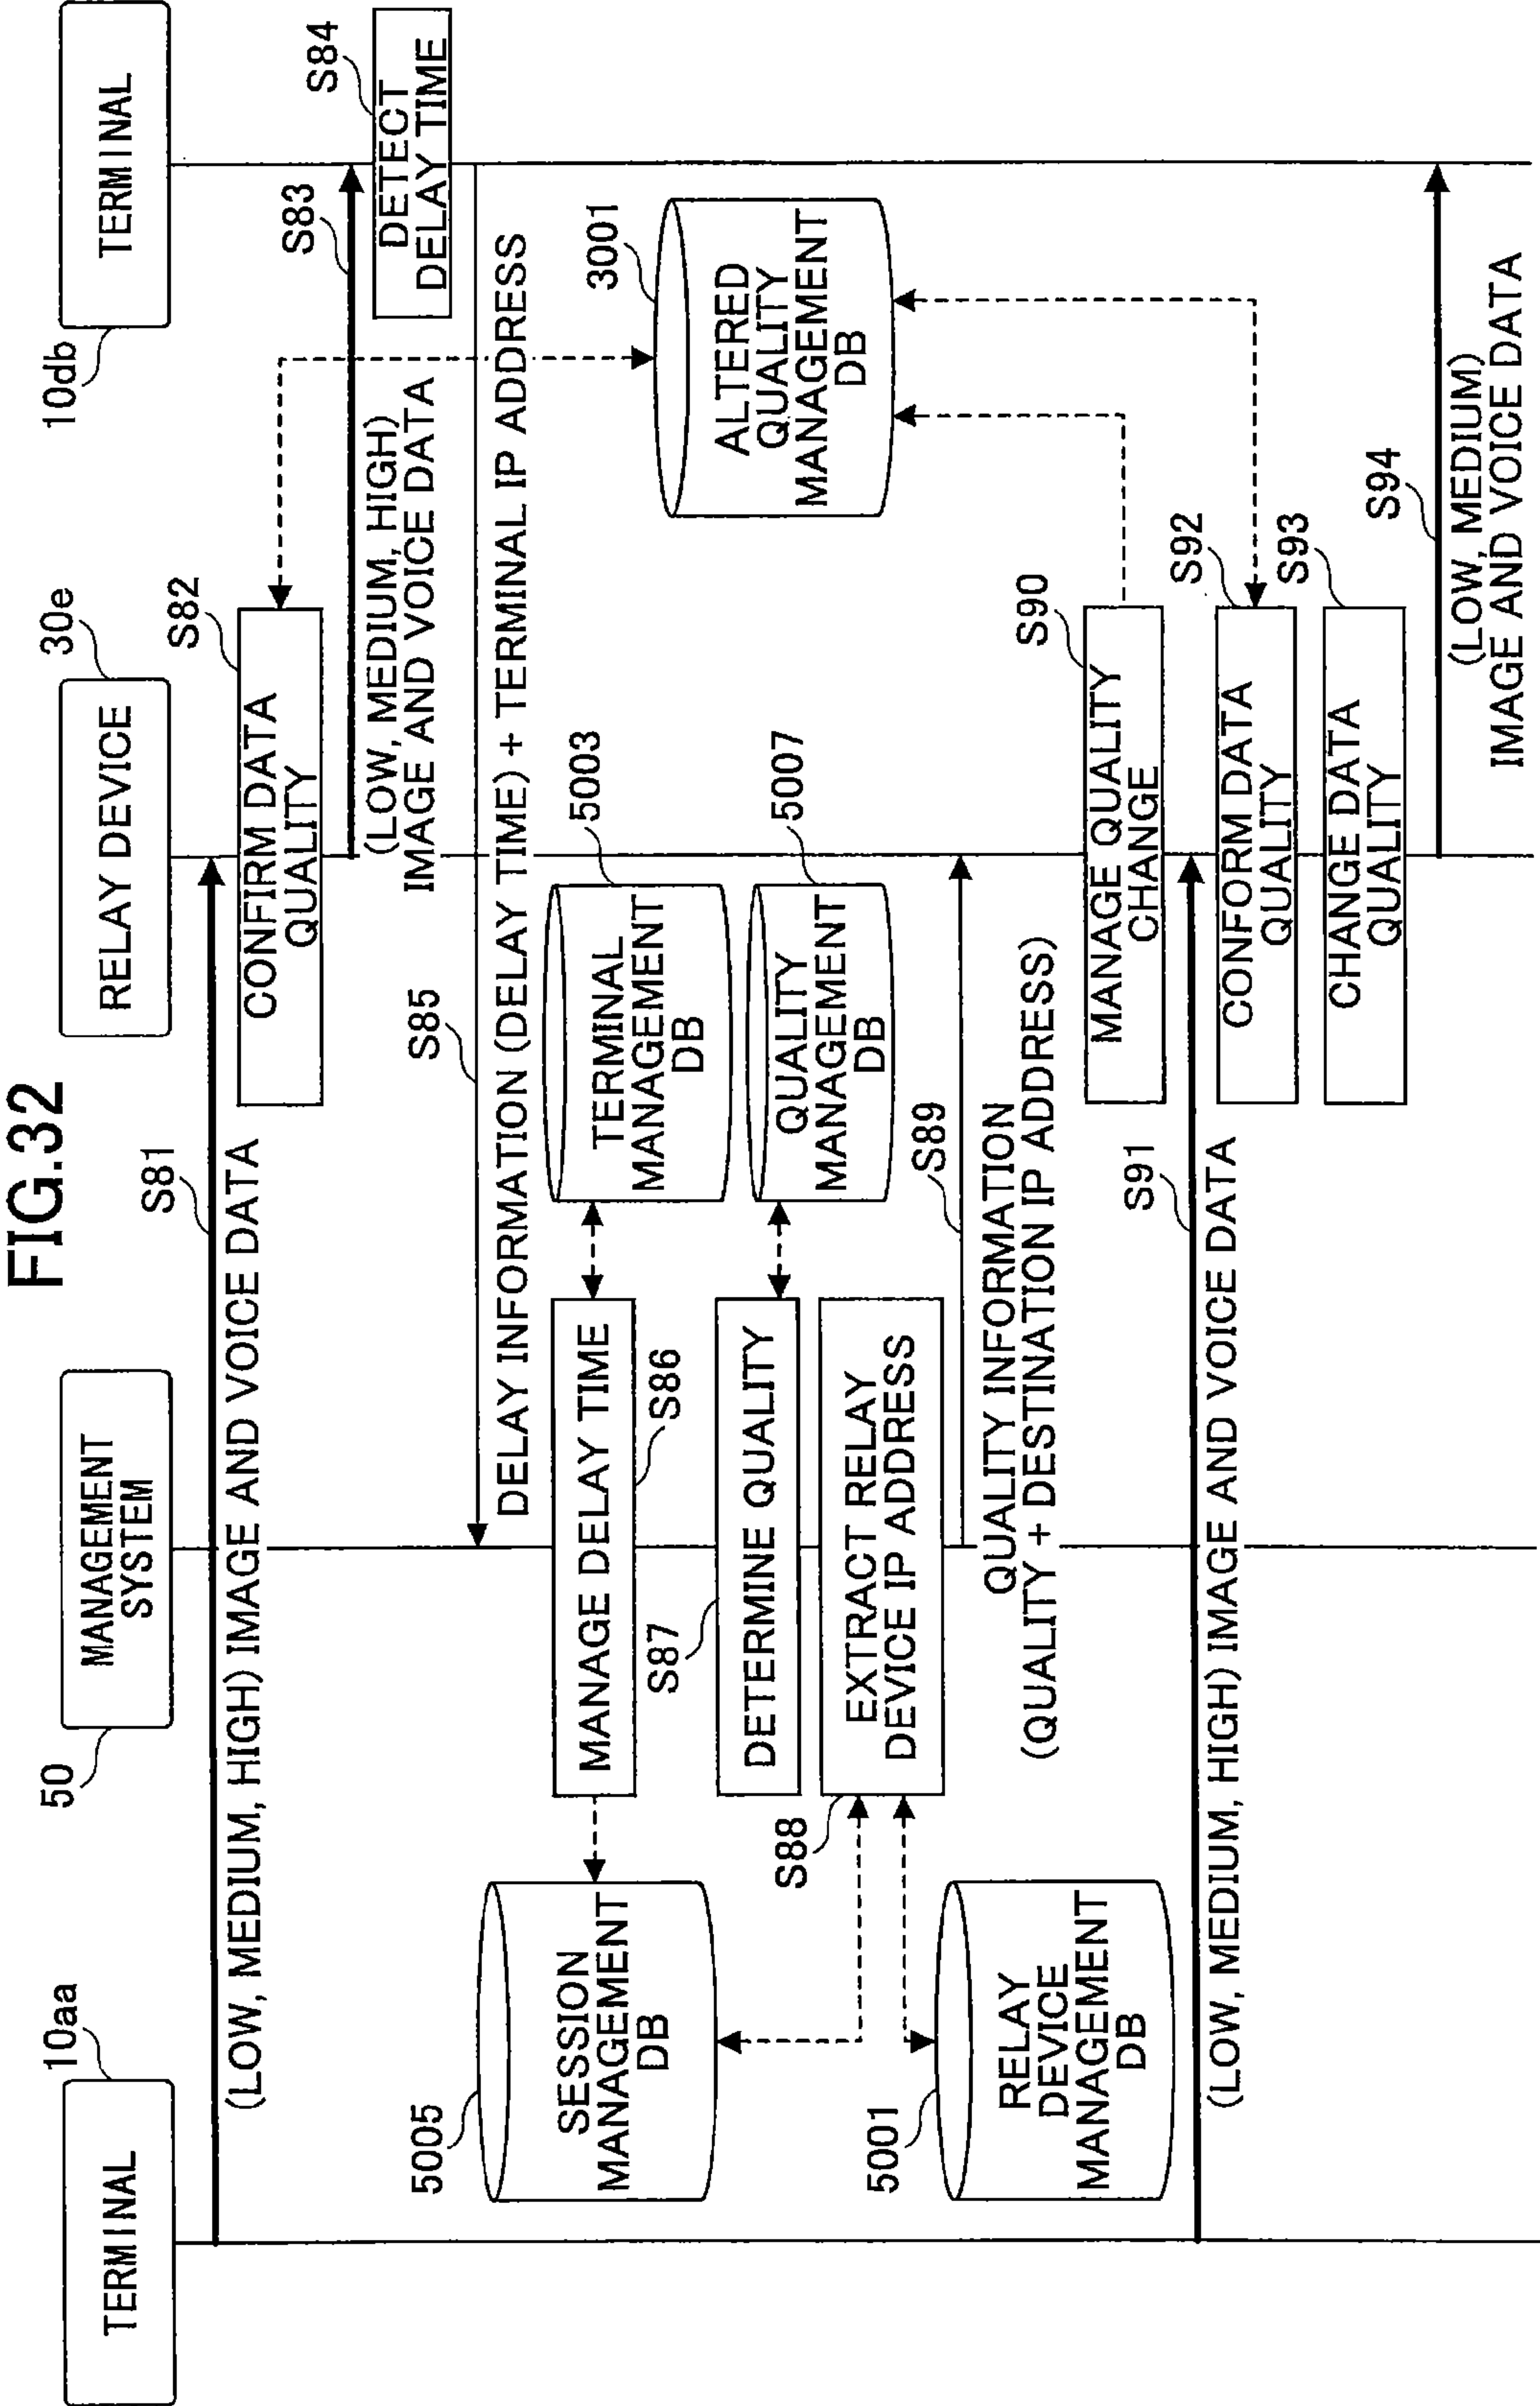 FIG.32
10aa
TERMINAL
50
MANAGEMENT
SYSTEM
30e
RELAY DEVICE
10db
TERMINAL
S81
(LOW, MEDIUM, HIGH) IMAGE AND VOICE DATA
S82
CONFIRM DATA
QUALITY
S83
(LOW, MEDIUM, HIGH)
IMAGE AND VOICE DATA
S84
DETECT
DELAY TIME
S85
DELAY INFORMATION (DELAY TIME) + TERMINAL IP ADDRESS
5005
SESSION
MANAGEMENT
DB
MANAGE DELAY TIME
S86
5003
TERMINAL
MANAGEMENT
DB
3001
ALTERED
QUALITY
MANAGEMENT
DB
S87
DETERMINE QUALITY
5007
QUALITY
MANAGEMENT
DB
S88
EXTRACT RELAY
DEVICE IP ADDRESS
5001
RELAY
DEVICE
MANAGEMENT
DB
S89
QUALITY INFORMATION
(QUALITY + DESTINATION IP ADDRESS)
S90
MANAGE QUALITY
CHANGE
S91
(LOW, MEDIUM, HIGH) IMAGE AND VOICE DATA
S92
CONFORM DATA
QUALITY
S93
CHANGE DATA
QUALITY
S94
(LOW, MEDIUM)
IMAGE AND VOICE DATA